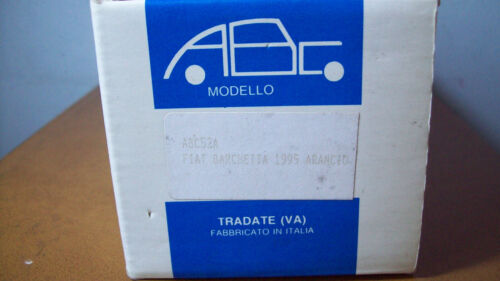 ABC
MODELLO
ABC52A
FIAT BARCHETTA 1995 ARANCIO
TRADATE (VA)
FABBRICATO IN ITALIA